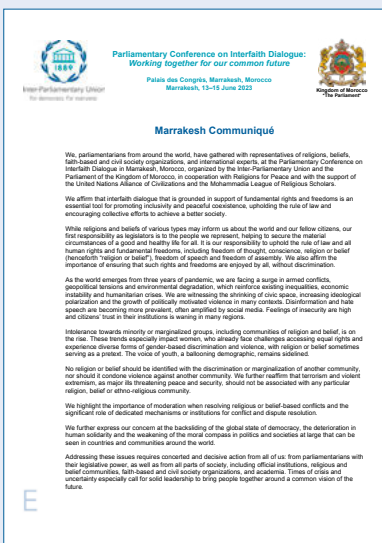 Parliamentary Conference on Interfaith Dialogue:
Working together for our common future
Palais des Congrès, Marrakesh, Morocco
Marrakesh, 13–15 June 2023
1889
Inter-Parliamentary Union
For democracy. For everyone.
Kingdom of Morocco
"The Parliament"
Marrakesh Communiqué
We, parliamentarians from around the world, have gathered with representatives of religions, beliefs,
faith-based and civil society organizations, and international experts, at the Parliamentary Conference on
Interfaith Dialogue in Marrakesh, Morocco, organized by the Inter-Parliamentary Union and the
Parliament of the Kingdom of Morocco, in cooperation with Religions for Peace and with the support of
the United Nations Alliance of Civilizations and the Mohammadia League of Religious Scholars.
We affirm that interfaith dialogue that is grounded in support of fundamental rights and freedoms is an
essential tool for promoting inclusivity and peaceful coexistence, upholding the rule of law and
encouraging collective efforts to achieve a better society.
While religions and beliefs of various types may inform us about the world and our fellow citizens, our
first responsibility as legislators is to the people we represent, helping to secure the material
circumstances of a good and healthy life for all. It is our responsibility to uphold the rule of law and all
human rights and fundamental freedoms, including freedom of thought, conscience, religion or belief
(henceforth "religion or belief"), freedom of speech and freedom of assembly. We also affirm the
importance of ensuring that such rights and freedoms are enjoyed by all, without discrimination.
As the world emerges from three years of pandemic, we are facing a surge in armed conflicts,
geopolitical tensions and environmental degradation, which reinforce existing inequalities, economic
instability and humanitarian crises. We are witnessing the shrinking of civic space, increasing ideological
polarization and the growth of politically motivated violence in many contexts. Disinformation and hate
speech are becoming more prevalent, often amplified by social media. Feelings of insecurity are high
and citizens' trust in their institutions is waning in many regions.
Intolerance towards minority or marginalized groups, including communities of religion and belief, is on
the rise. These trends especially impact women, who already face challenges accessing equal rights and
experience diverse forms of gender-based discrimination and violence, with religion or belief sometimes
serving as a pretext. The voice of youth, a ballooning demographic, remains sidelined.
No religion or belief should be identified with the discrimination or marginalization of another community,
nor should it condone violence against another community. We further reaffirm that terrorism and violent
extremism, as major ills threatening peace and security, should not be associated with any particular
religion, belief or ethno-religious community.
We highlight the importance of moderation when resolving religious or belief-based conflicts and the
significant role of dedicated mechanisms or institutions for conflict and dispute resolution.
We further express our concern at the backsliding of the global state of democracy, the deterioration in
human solidarity and the weakening of the moral compass in politics and societies at large that can be
seen in countries and communities around the world.
Addressing these issues requires concerted and decisive action from all of us: from parliamentarians with
their legislative power, as well as from all parts of society, including official institutions, religious and
belief communities, faith-based and civil society organizations, and academia. Times of crisis and
uncertainty especially call for solid leadership to bring people together around a common vision of the
future.
E